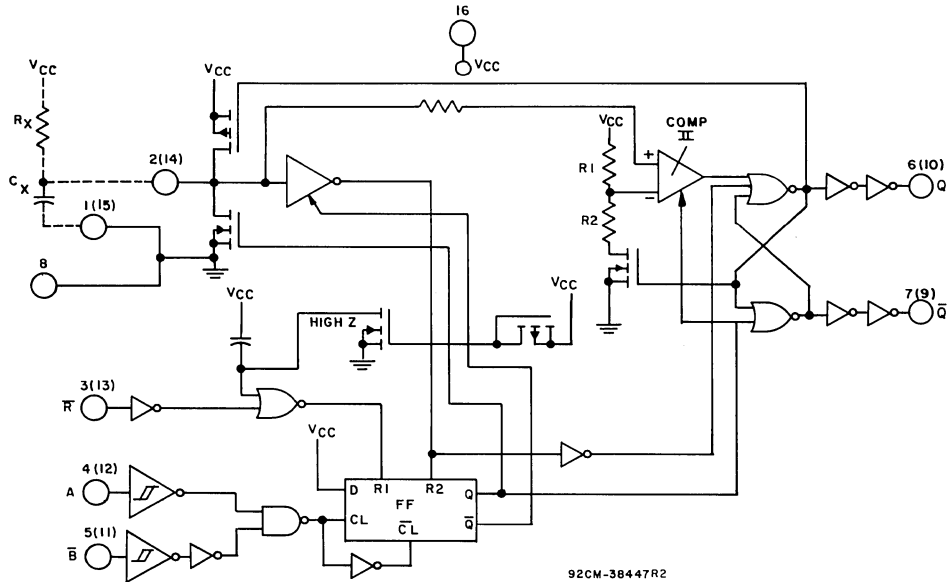 16
VCC
VCC
VCC
RX
CX
2(14)
1(15)
8
VCC
R1
R2
COMP
II
+
−
6(10)
Q
7(9)
Q̅
VCC
HIGH Z
VCC
3(13)
R̅
VCC
4(12)
A
5(11)
B̅
D
R1
R2
FF
Q
CL
C̅L̅
Q̅
92CM-38447R2